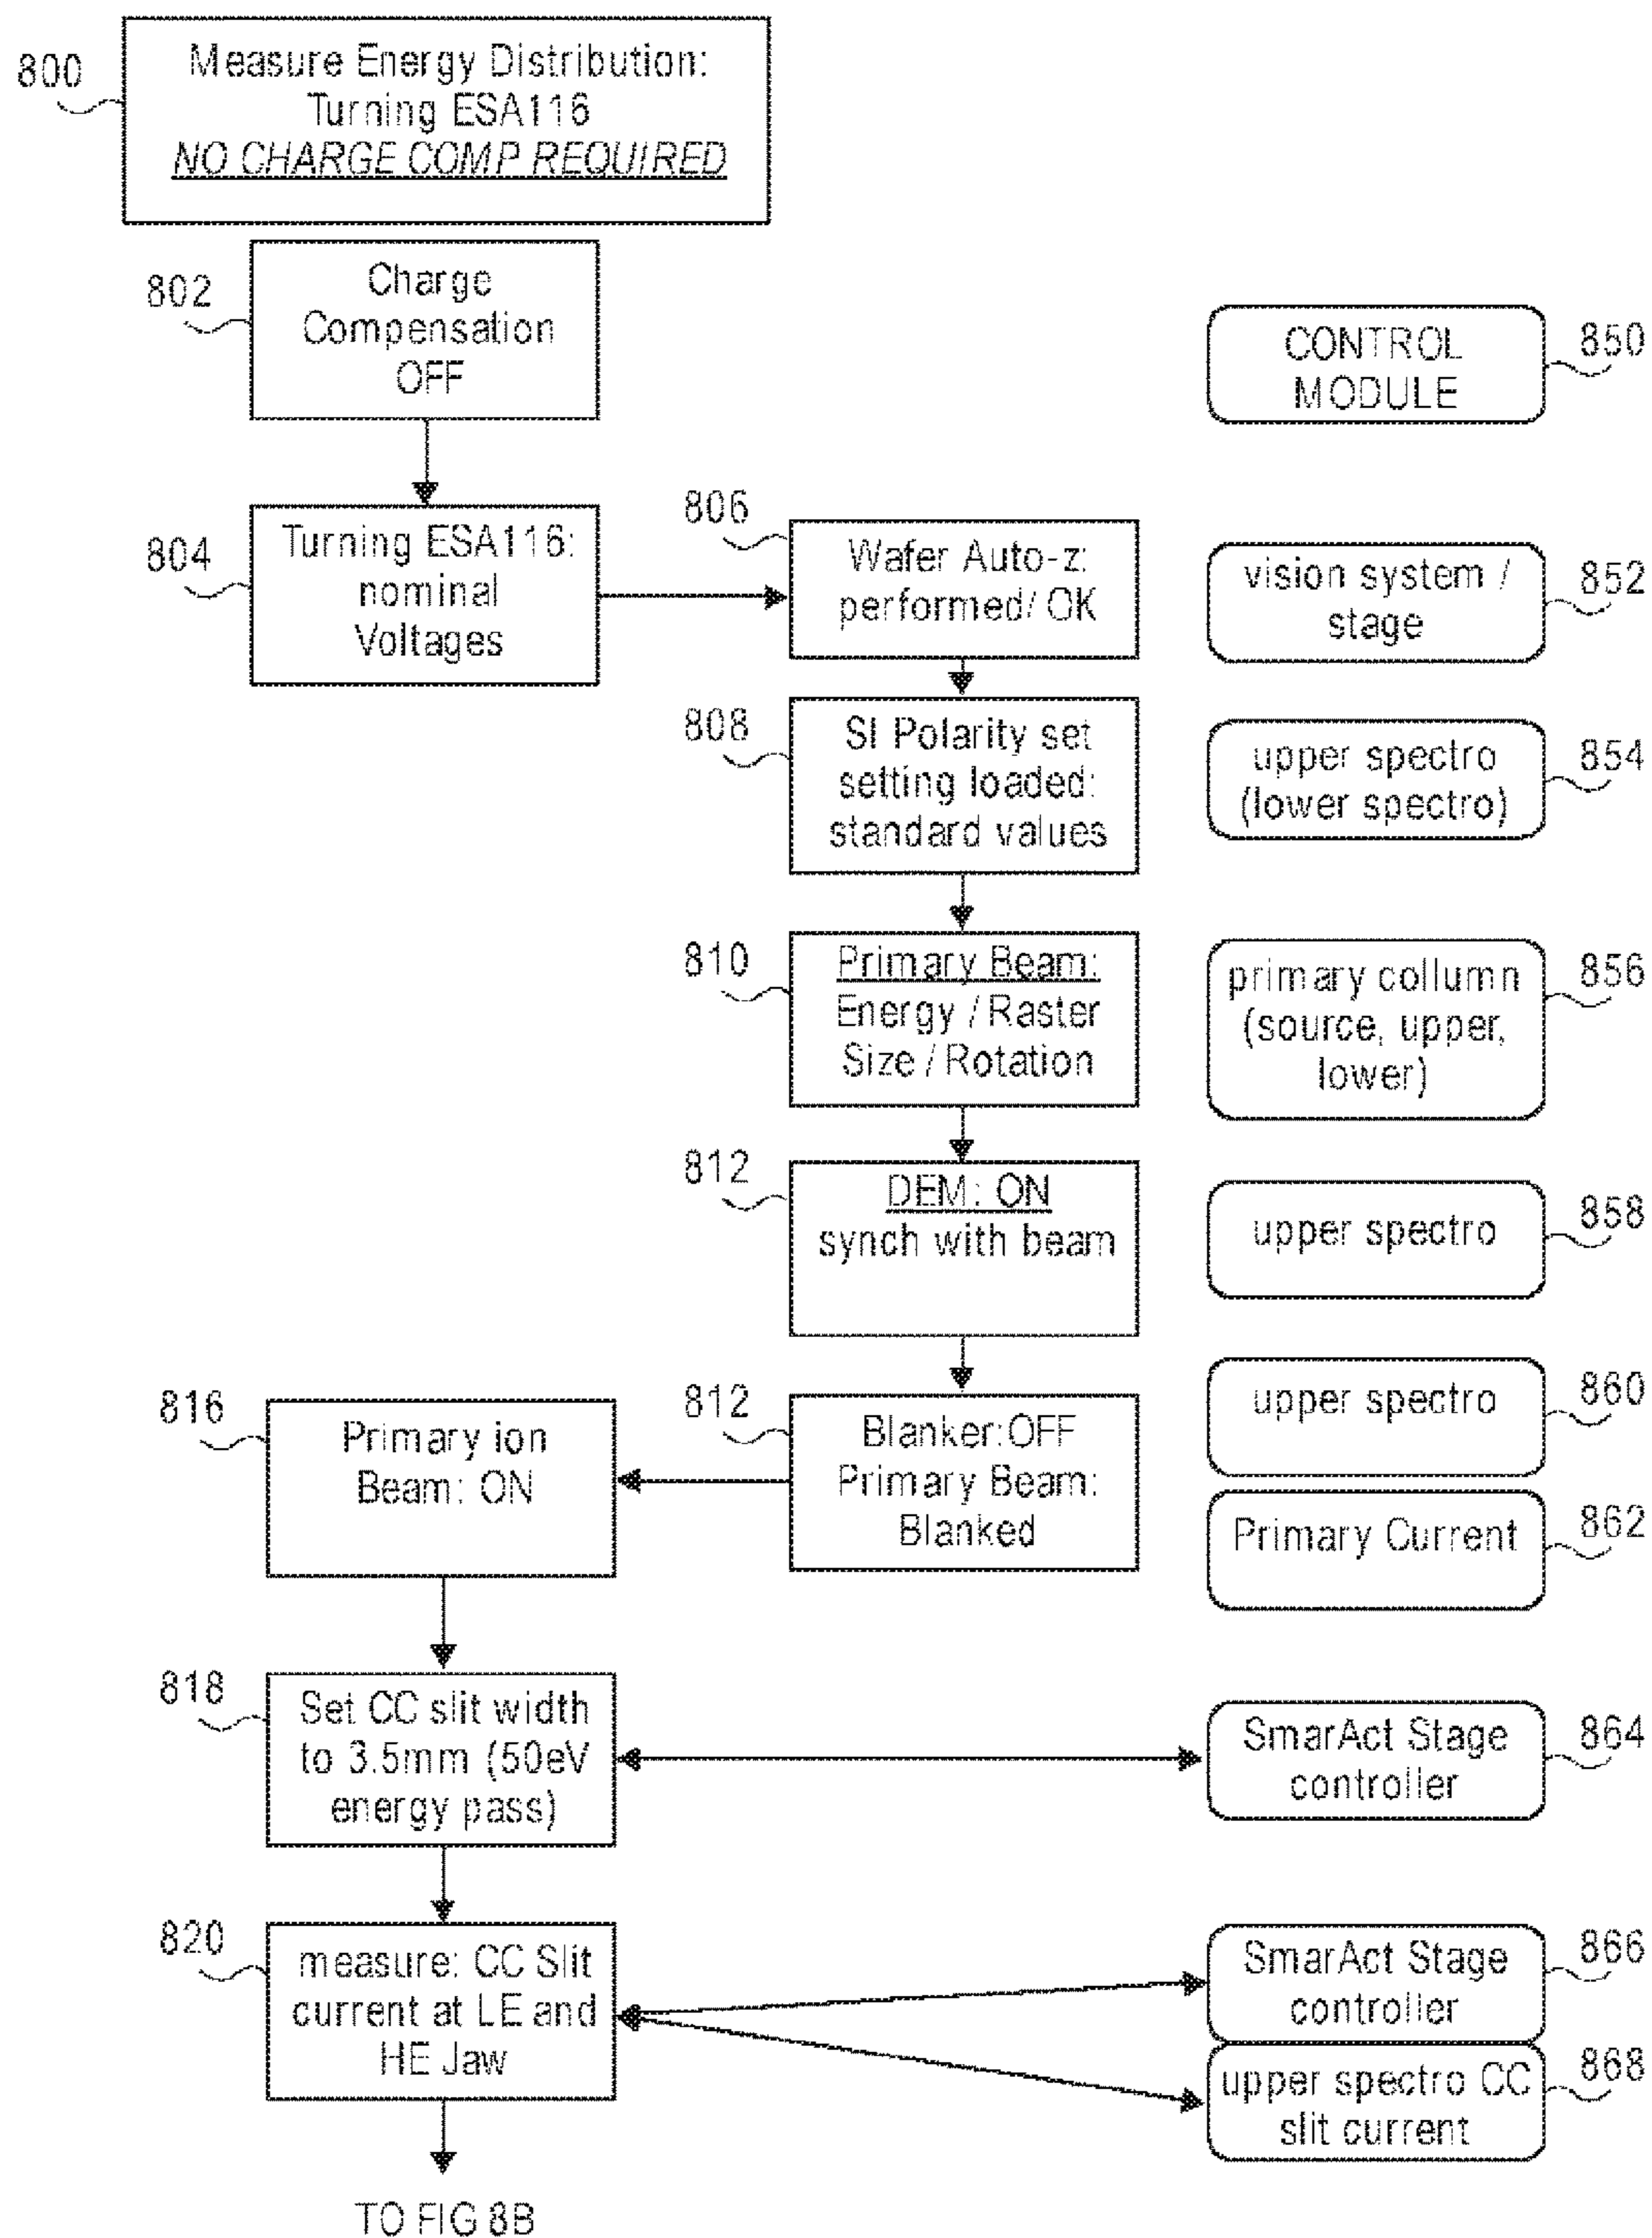 800
Measure Energy Distribution:
Turning ESA116
NO CHARGE COMP REQUIRED
802
Charge
Compensation
OFF
CONTROL
MODULE
850
804
Turning ESA116:
nominal
Voltages
806
Wafer Auto-z:
performed/ OK
vision system /
stage
852
808
SI Polarity set
setting loaded:
standard values
upper spectro
(lower spectro)
854
810
Primary Beam:
Energy / Raster
Size / Rotation
primary collumn
(source, upper,
lower)
856
812
DEM: ON
synch with beam
upper spectro
858
816
Primary ion
Beam: ON
812
Blanker:OFF
Primary Beam:
Blanked
upper spectro
860
Primary Current
862
818
Set CC slit width
to 3.5mm (50eV
energy pass)
SmarAct Stage
controller
864
820
measure: CC Slit
current at LE and
HE Jaw
SmarAct Stage
controller
866
upper spectro CC
slit current
868
TO FIG 8B